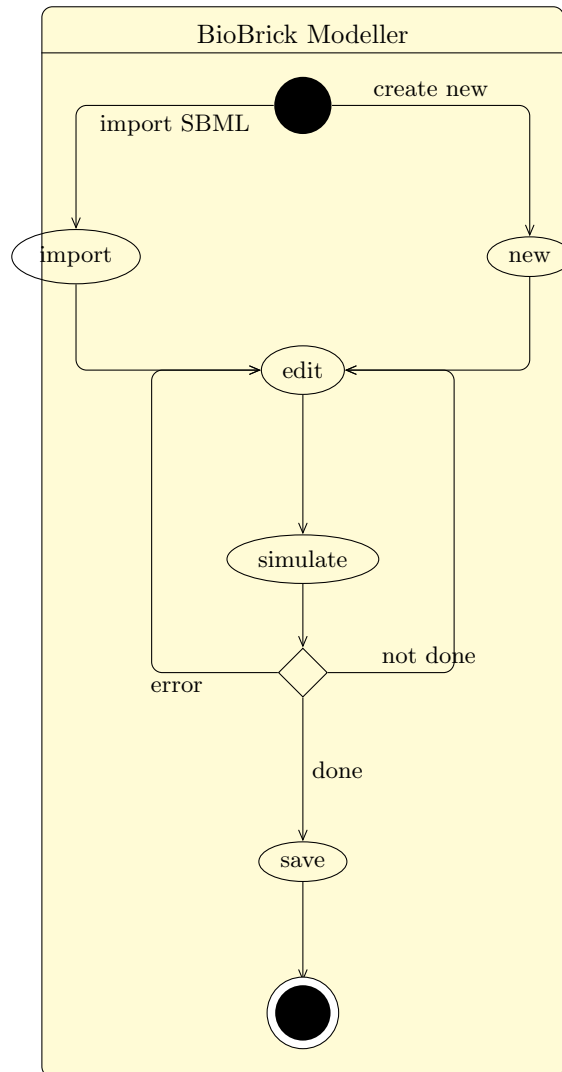 BioBrick Modeller
create new
import SBML
import
new
edit
simulate
not done
error
done
save